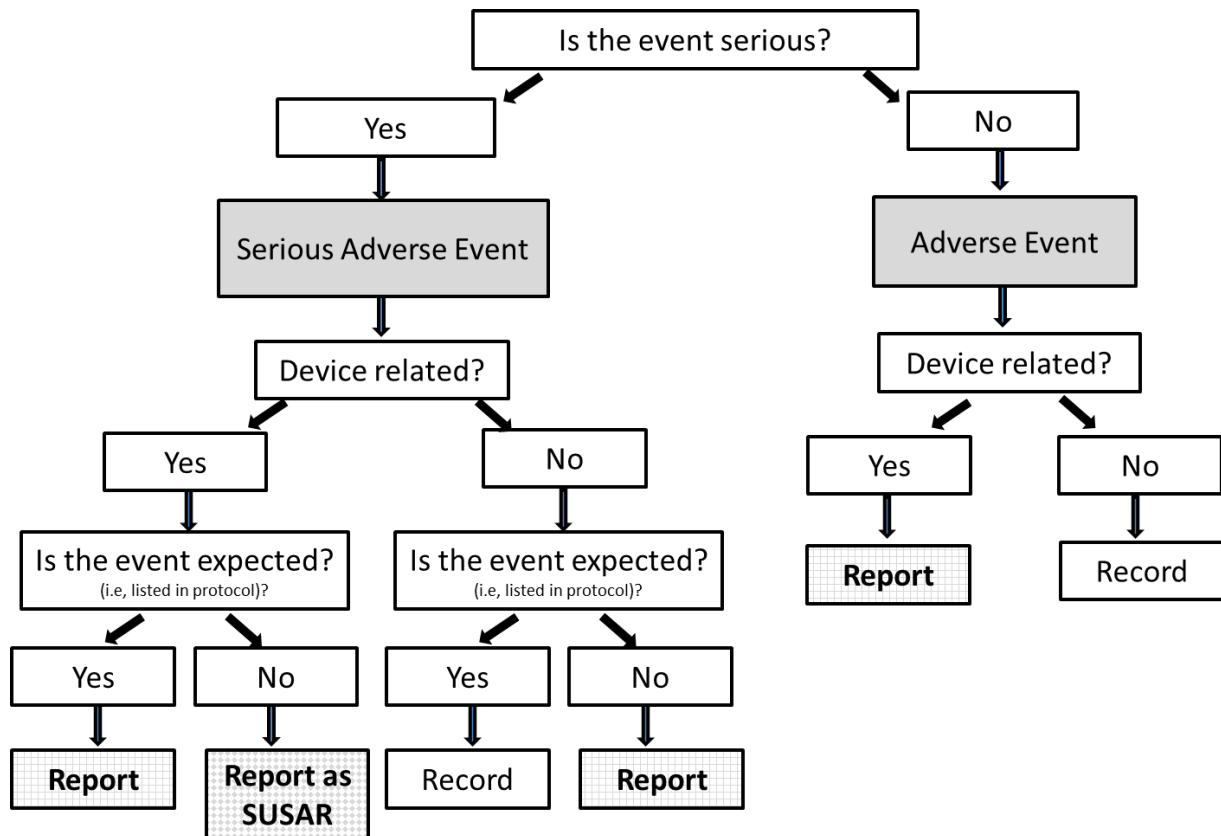 Is the event serious?
Yes
No
Serious Adverse Event
Adverse Event
Device related?
Device related?
Yes
No
Yes
No
Is the event expected?
(i.e, listed in protocol)?
Is the event expected?
(i.e, listed in protocol)?
Report
Record
Yes
No
Yes
No
Report
Report as
SUSAR
Record
Report